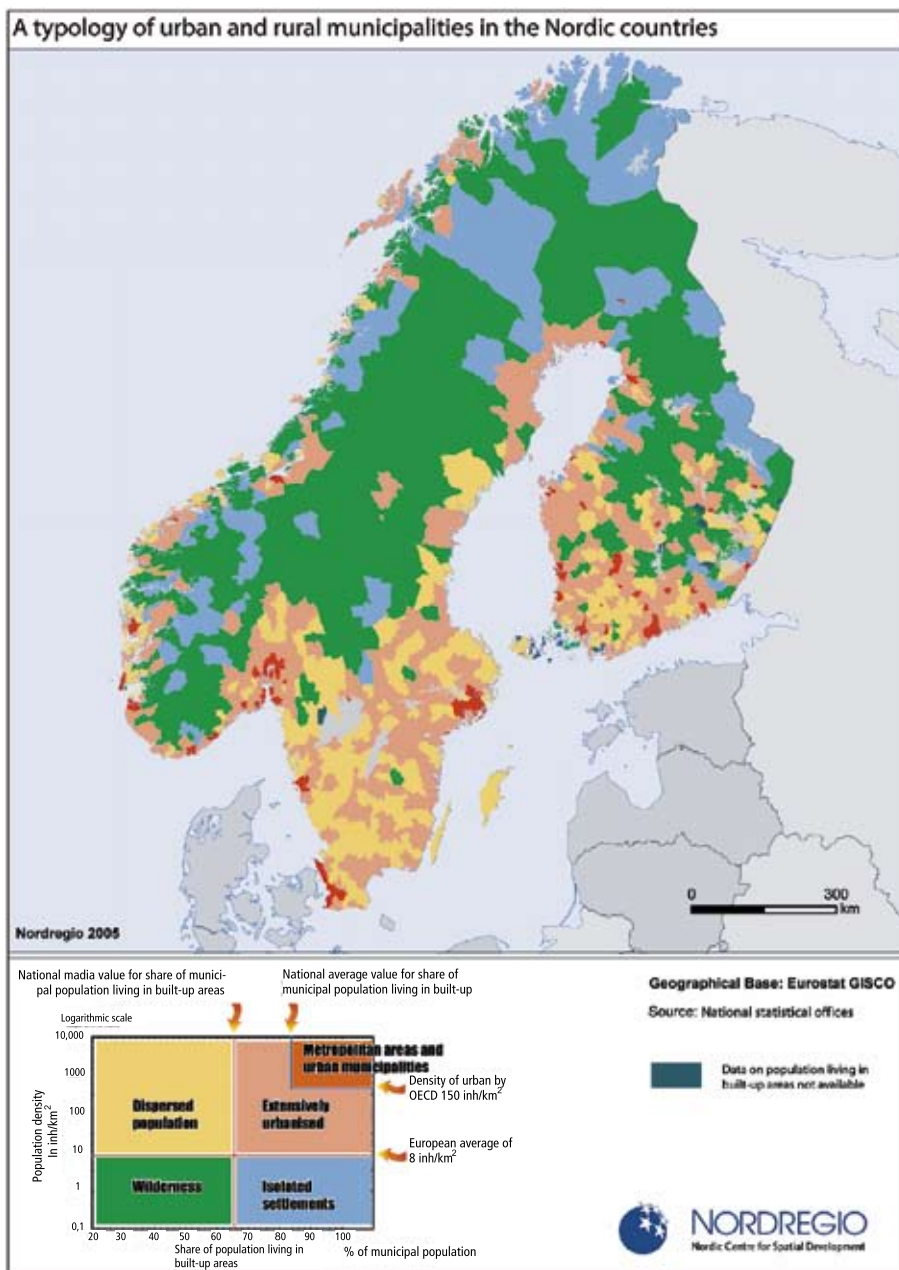 A typology of urban and rural municipalities in the Nordic countries
0 300
km
Nordregio 2005
National madia value for share of munici-
pal population living in built-up areas
National average value for share of
municipal population living in built-up
Logarithmic scale
10,000
1000
100
10
1
0,1
Population density
In inh/km²
Metropolitan areas and
urban municipalities
Dispersed
population
Extensively
urbanised
Wilderness
Isolated
settlements
Density of urban by
OECD 150 inh/km²
European average of
8 inh/km²
20 30 40 50 60 70 80 90 100
Share of population living in
built-up areas
% of municipal population
Geographical Base: Eurostat GISCO
Source: National statistical offices
Data on population living in
built-up areas not available
NORDREGIO
Nordic Centre for Spatial Development